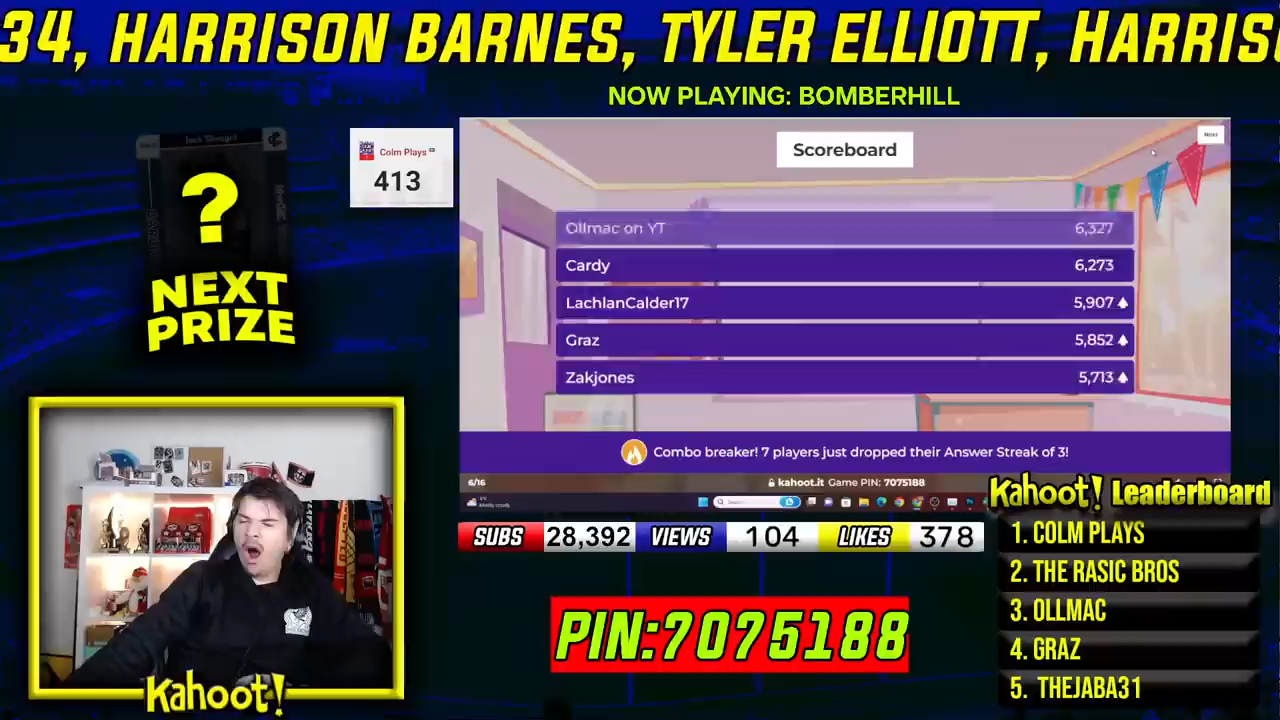 34, HARRISON BARNES, TYLER ELLIOTT, HARRISO
NOW PLAYING: BOMBERHILL
?
NEXT
PRIZE
Colm Plays
413
Next
Scoreboard
Ollmac on YT 6,327
Cardy 6,273
LachlanCalder17 5,907
Graz 5,852
Zakjones 5,713
Combo breaker! 7 players just dropped their Answer Streak of 3!
6/16
kahoot.it Game PIN: 7075188
Search
SUBS 28,392 VIEWS 104 LIKES 378
PIN:7075188
Kahoot! Leaderboard
1. COLM PLAYS
2. THE RASIC BROS
3. OLLMAC
4. GRAZ
5. THEJABA31
Kahoot!